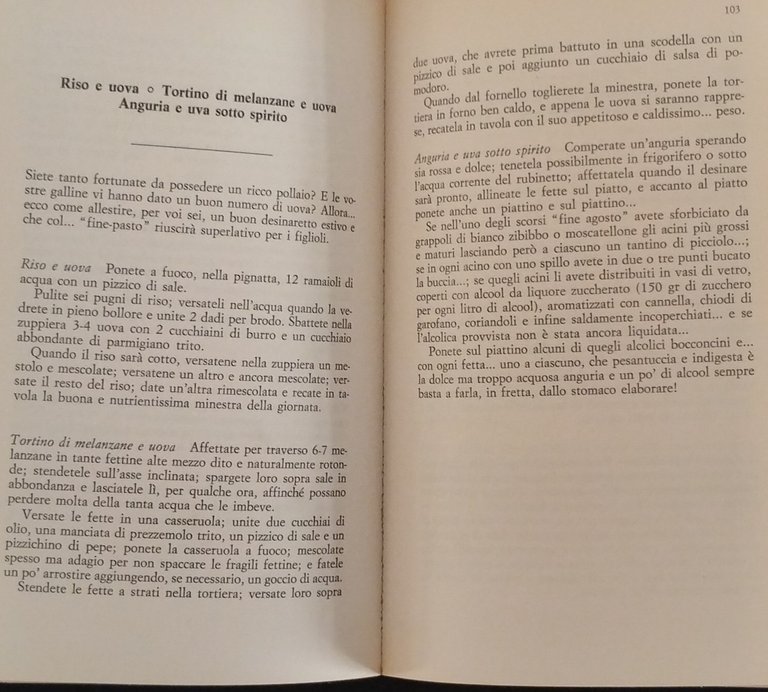 Riso e uova ○ Tortino di melanzane e uova
Anguria e uva sotto spirito
Siete tanto fortunate da possedere un ricco pollaio? E le vo-
stre galline vi hanno dato un buon numero di uova? Allora...
ecco come allestire, per voi sei, un buon desinaretto estivo e
che col... "fine-pasto" riuscirà superlativo per i figlioli.
Riso e uova Ponete a fuoco, nella pignatta, 12 ramaioli di
acqua con un pizzico di sale.
Pulite sei pugni di riso; versateli nell'acqua quando la ve-
drete in pieno bollore e unite 2 dadi per brodo. Sbattete nella
zuppiera 3-4 uova con 2 cucchiaini di burro e un cucchiaio
abbondante di parmigiano trito.
Quando il riso sarà cotto, versatene nella zuppiera un me-
stolo e mescolate; versatene un altro e ancora mescolate; ver-
sate il resto del riso; date un'altra rimescolata e recate in ta-
vola la buona e nutrientissima minestra della giornata.
Tortino di melanzane e uova Affettate per traverso 6-7 me-
lanzane in tante fettine alte mezzo dito e naturalmente roton-
de; stendetele sull'asse inclinata; spargete loro sopra sale in
abbondanza e lasciatele lì, per qualche ora, affinché possano
perdere molta della tanta acqua che le imbeve.
Versate le fette in una casseruola; unite due cucchiai di
olio, una manciata di prezzemolo trito, un pizzico di sale e un
pizzichino di pepe; ponete la casseruola a fuoco; mescolate
spesso ma adagio per non spaccare le fragili fettine; e fatele
un po' arrostire aggiungendo, se necessario, un goccio di acqua.
Stendete le fette a strati nella tortiera; versate loro sopra
103
due uova, che avrete prima battuto in una scodella con un
pizzico di sale e poi aggiunto un cucchiaio di salsa di po-
modoro.
Quando dal fornello toglierete la minestra, ponete la tor-
tiera in forno ben caldo, e appena le uova si saranno rappre-
se, recatela in tavola con il suo appetitoso e caldissimo... peso.
Anguria e uva sotto spirito Comperate un'anguria sperando
sia rossa e dolce; tenetela possibilmente in frigorifero o sotto
l'acqua corrente del rubinetto; affettatela quando il desinare
sarà pronto, allineate le fette sul piatto, e accanto al piatto
ponete anche un piattino e sul piattino...
Se nell'uno degli scorsi "fine agosto" avete sforbiciato da
grappoli di bianco zibibbo o moscatellone gli acini più grossi
e maturi lasciando però a ciascuno un tantino di picciolo...;
se in ogni acino con uno spillo avete in due o tre punti bucato
la buccia...; se quegli acini li avete distribuiti in vasi di vetro,
coperti con alcool da liquore zuccherato (150 gr di zucchero
per ogni litro di alcool), aromatizzati con cannella, chiodi di
garofano, coriandoli e infine saldamente incoperchiati... e se
l'alcolica provvista non è stata ancora liquidata...
Ponete sul piattino alcuni di quegli alcolici bocconcini e...
con ogni fetta... uno a ciascuno, che pesantuccia e indigesta è
la dolce ma troppo acquosa anguria e un po' di alcool sempre
basta a farla, in fretta, dallo stomaco elaborare!